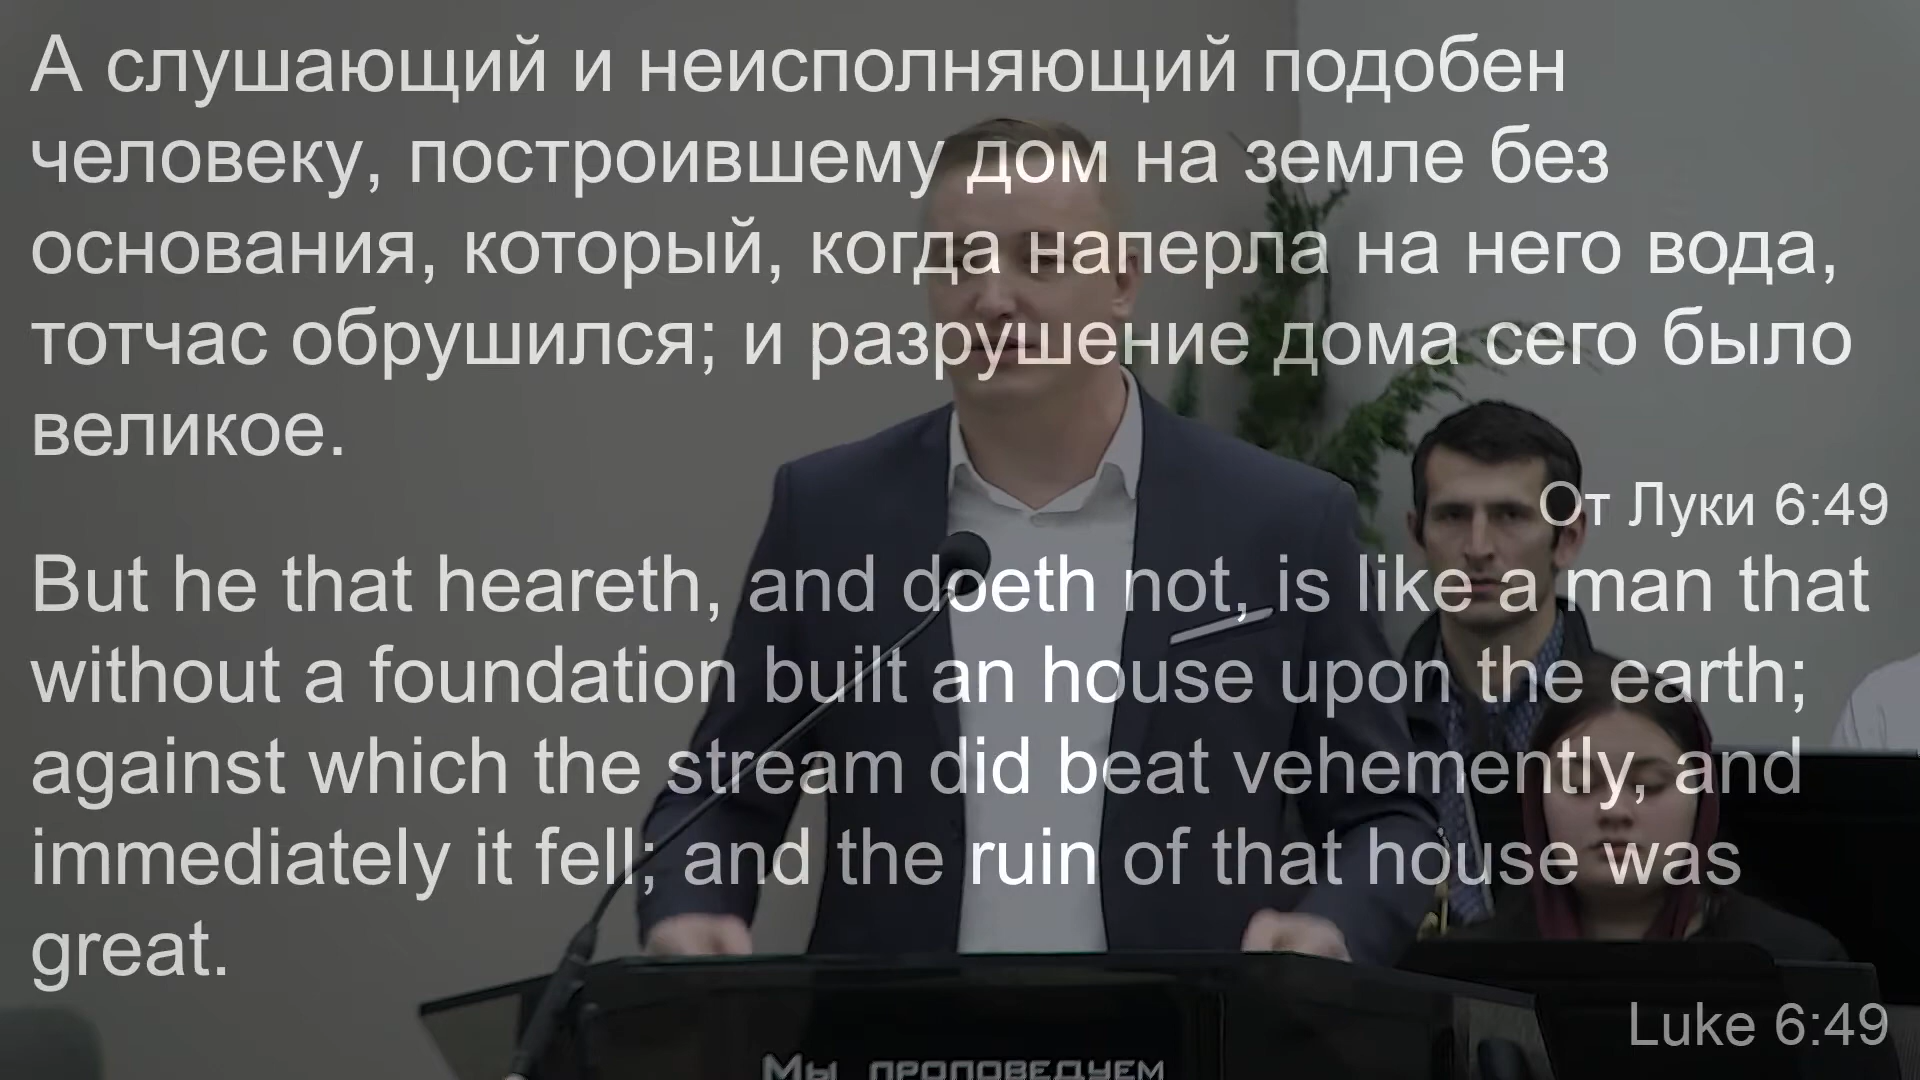 А слушающий и неисполняющий подобен
человеку, построившему дом на земле без
основания, который, когда наперла на него вода,
тотчас обрушился; и разрушение дома сего было
великое.
От Луки 6:49
But he that heareth, and doeth not, is like a man that
without a foundation built an house upon the earth;
against which the stream did beat vehemently, and
immediately it fell; and the ruin of that house was
great.
Luke 6:49
Мы проповедуем